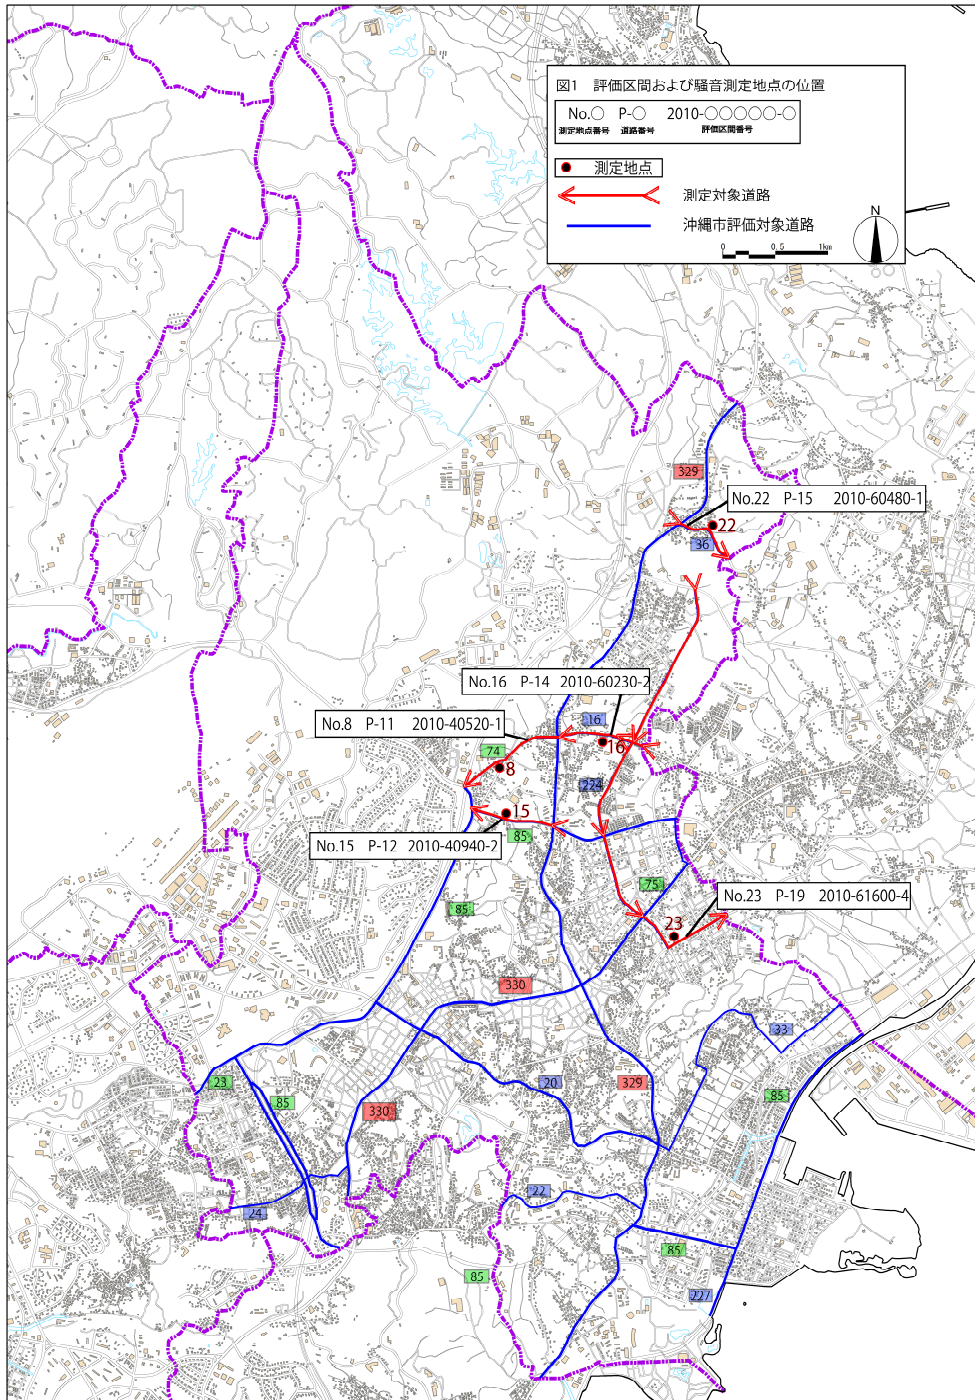 図1 評価区間および騒音測定地点の位置
No.○ P-○ 2010-○○○○○-○
測定地点番号 道路番号 評価区間番号
測定地点
測定対象道路
沖縄市評価対象道路
N
0 0.5 1km
329
No.22 P-15 2010-60480-1
22
36
No.16 P-14 2010-60230-2
16
No.8 P-11 2010-40520-1
16
74
8
224
15
85
No.15 P-12 2010-40940-2
75
No.23 P-19 2010-61600-4
85
23
330
33
20
329
23
85
85
330
22
24
85
85
227